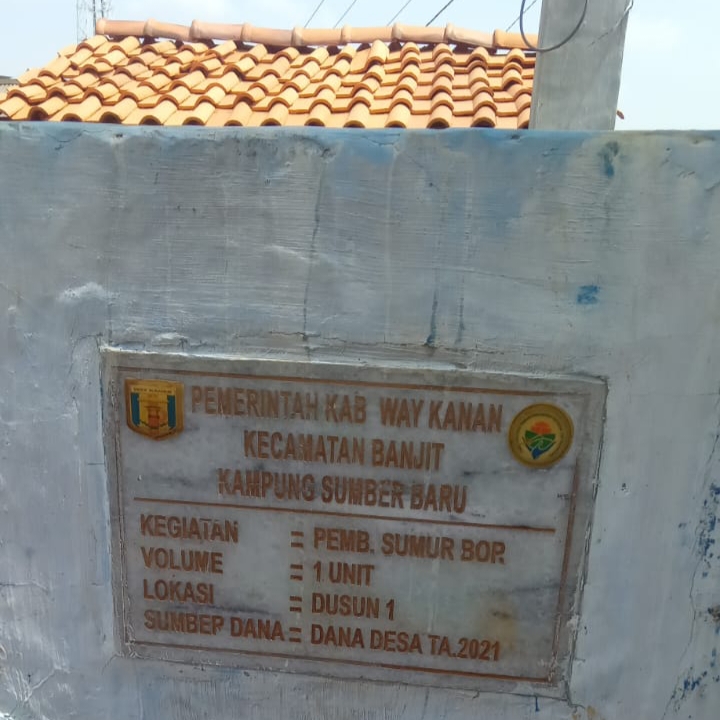 PEMERINTAH KAB WAY KANAN
KECAMATAN BANJIT
KAMPUNG SUMBER BARU
KEGIATAN = PEMB. SUMUR BOR.
VOLUME = 1 UNIT
LOKASI = DUSUN 1
SUMBER DANA = DANA DESA TA.2021